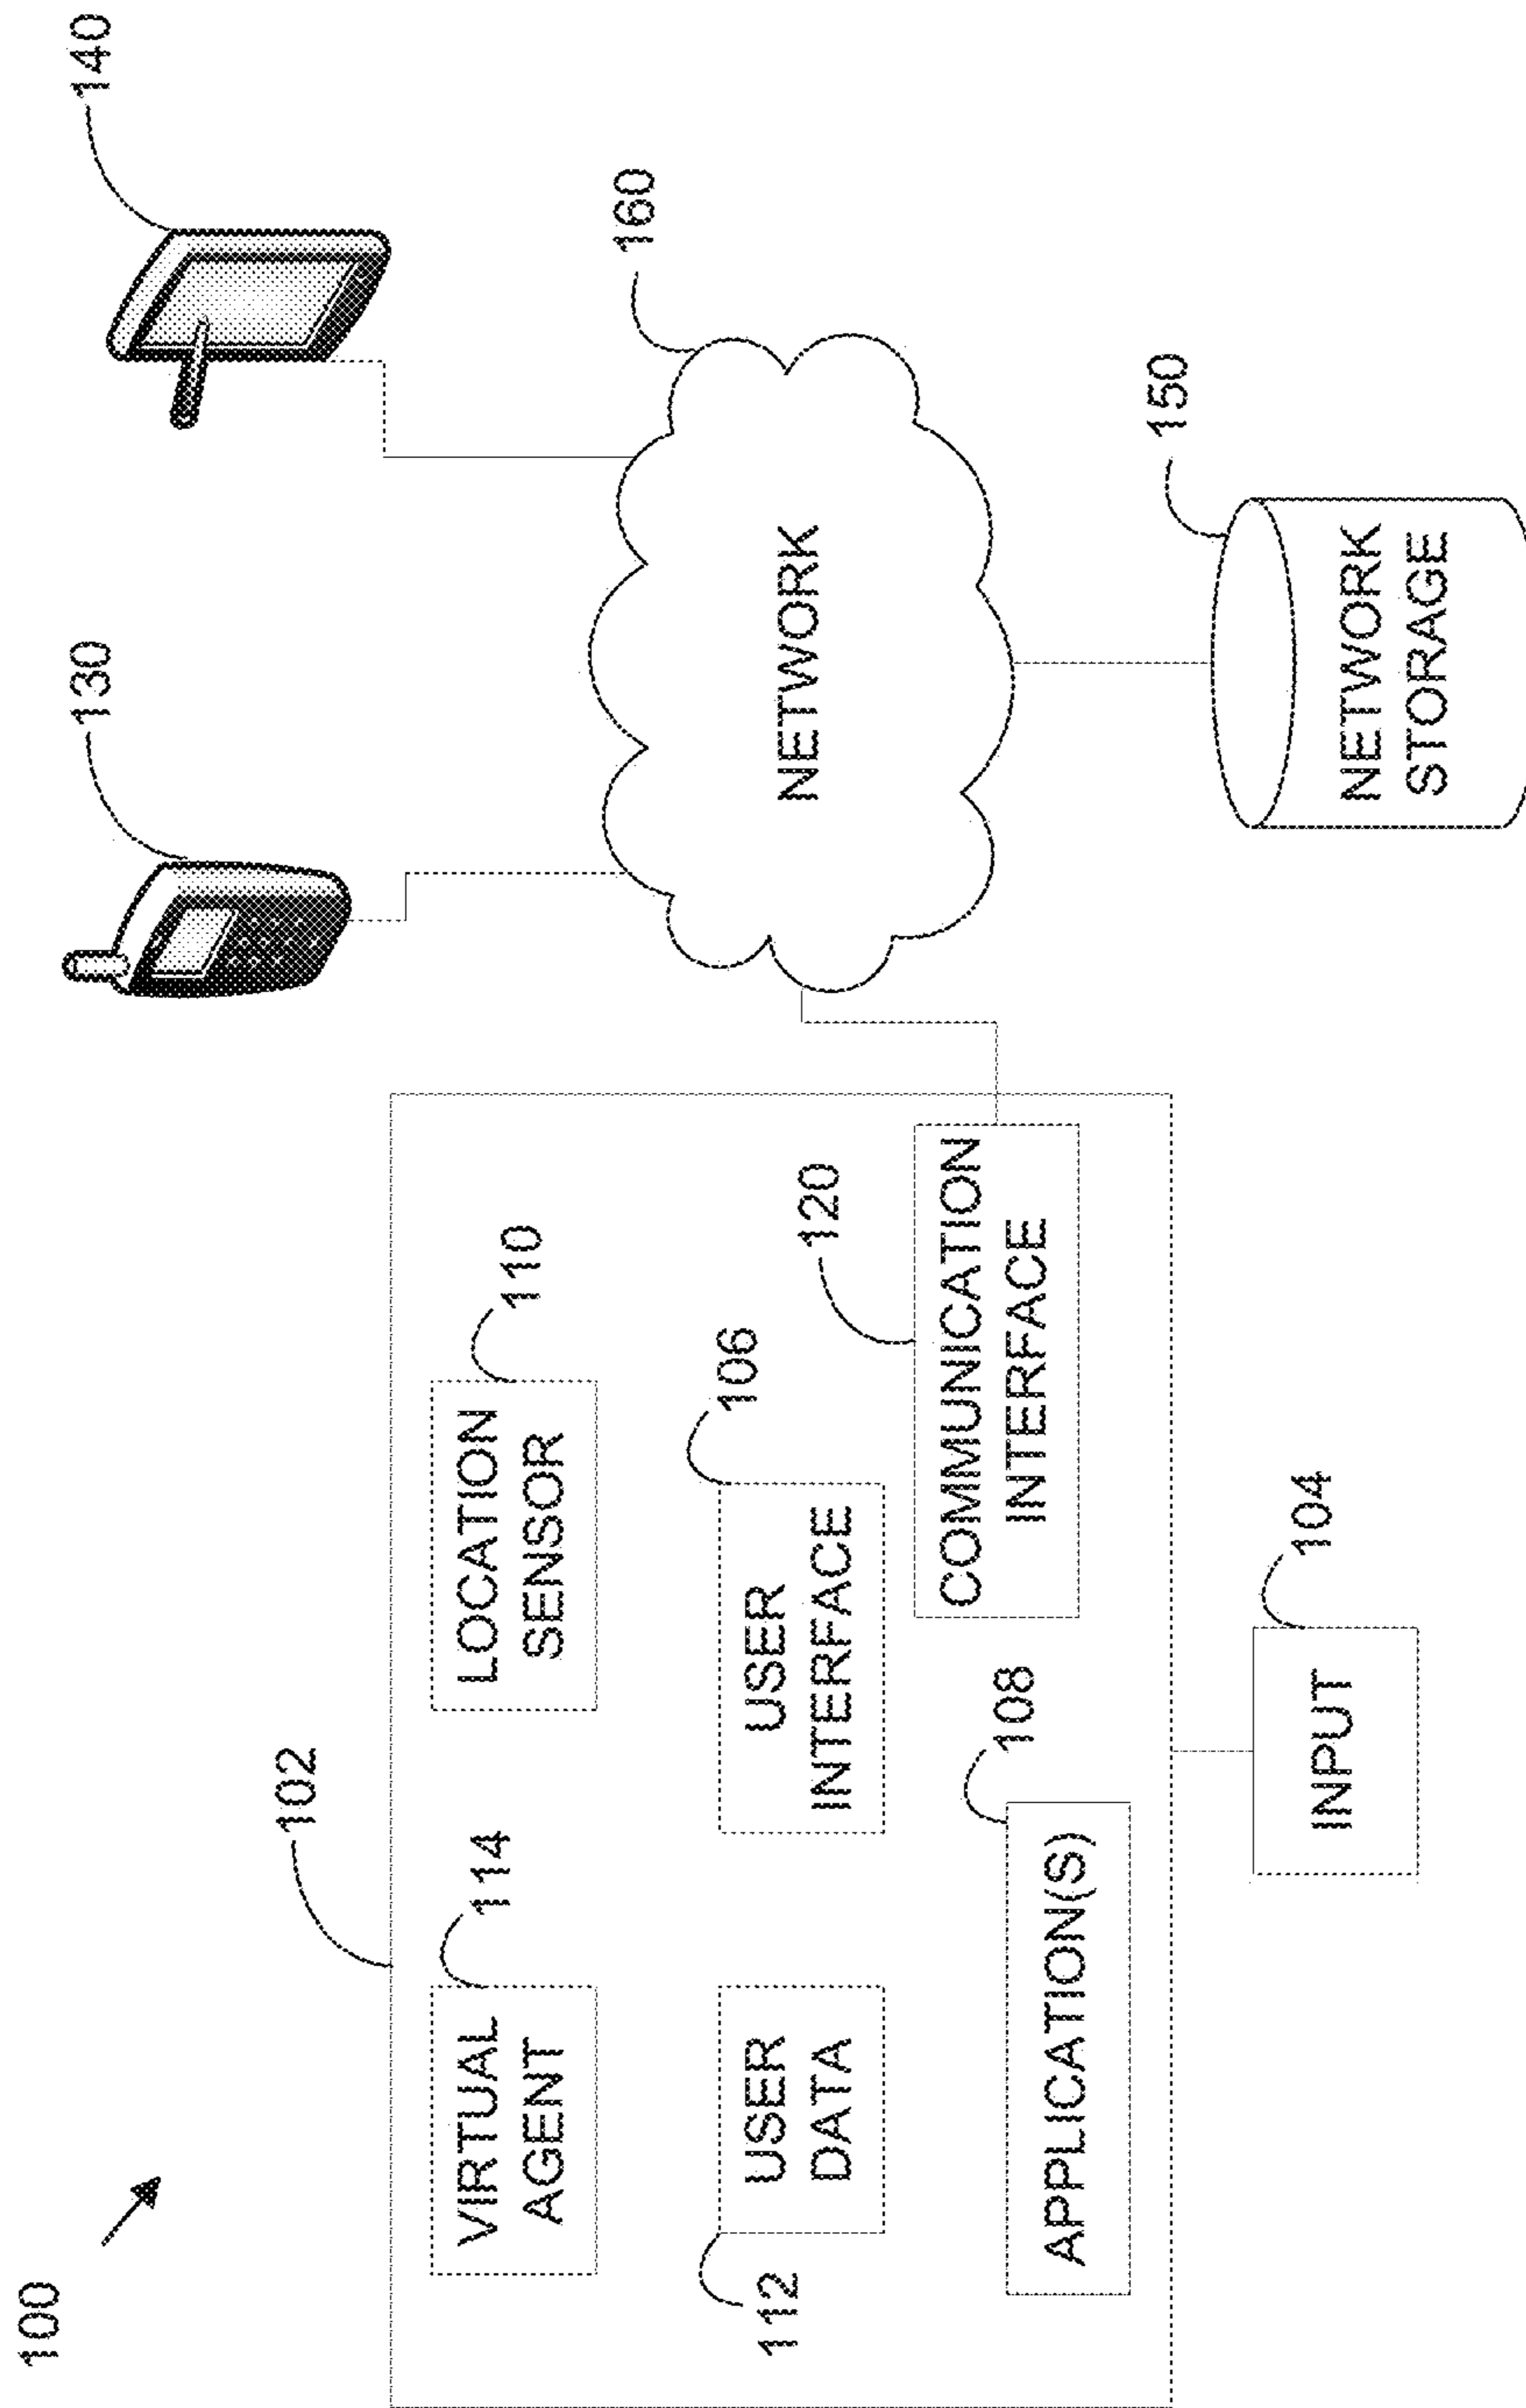 100
102
114
VIRTUAL
AGENT
110
LOCATION
SENSOR
112
USER
DATA
106
USER
INTERFACE
108
APPLICATION(S)
120
COMMUNICATION
INTERFACE
104
INPUT
130
140
160
NETWORK
150
NETWORK
STORAGE